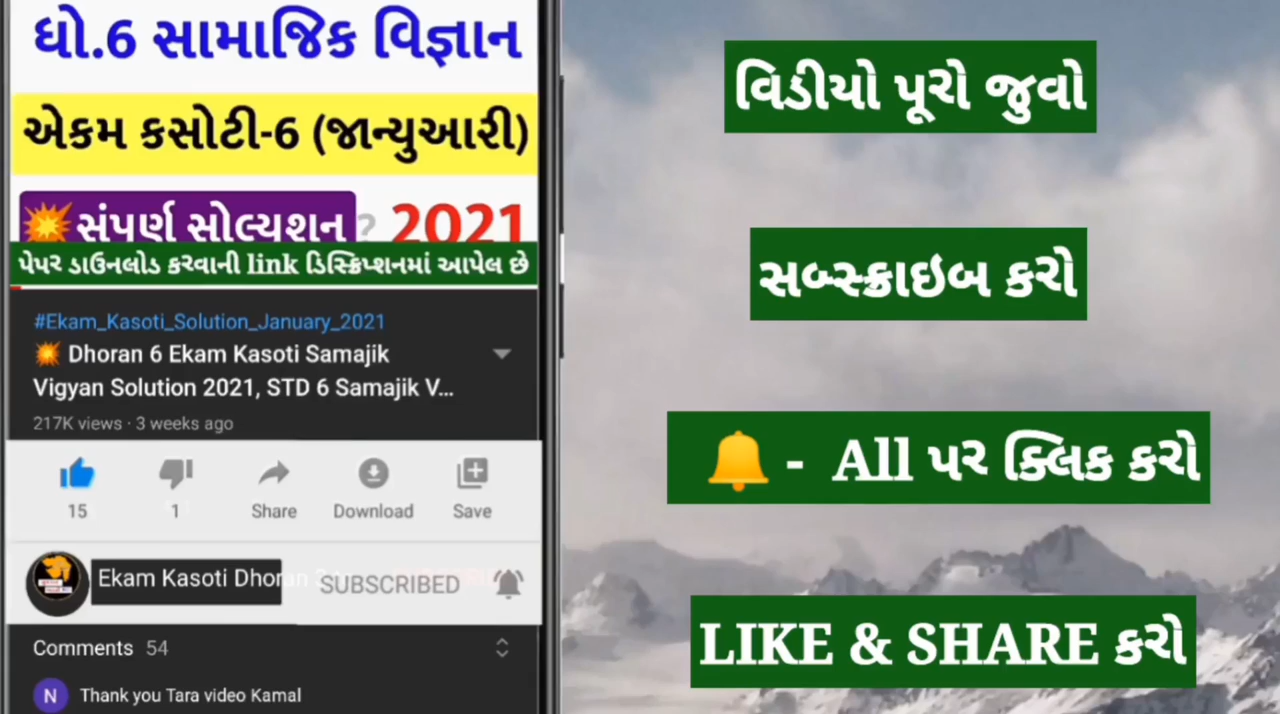 ધો.6 સામાજિક વિજ્ઞાન
એકમ કસોટી-6 (જાન્યુઆરી)
💥સંપર્ણ સોલ્યશન ? 2021
પેપર ડાઉનલોડ કરવાની link ડિસ્ક્રિપ્શનમાં આપેલ છે
#Ekam_Kasoti_Solution_January_2021
💥 Dhoran 6 Ekam Kasoti Samajik
Vigyan Solution 2021, STD 6 Samajik V...
217K views · 3 weeks ago
15 1 Share Download Save
Ekam Kasoti Dhoran SUBSCRIBED
Comments 54
N Thank you Tara video Kamal
વિડીયો પૂરો જુવો
સબ્સ્ક્રાઇબ કરો
🔔 - All પર ક્લિક કરો
LIKE & SHARE કરો